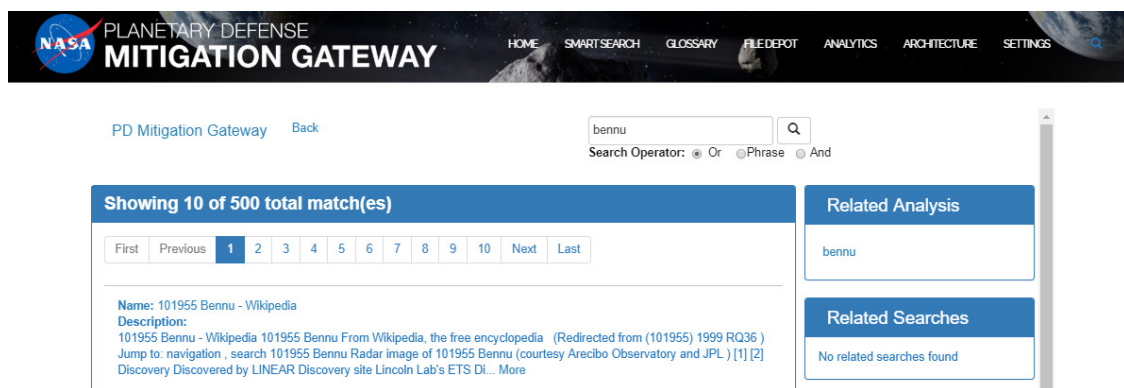 NASA
PLANETARY DEFENSE
MITIGATION GATEWAY
HOME SMART SEARCH GLOSSARY FILE DEPOT ANALYTICS ARCHITECTURE SETTINGS
PD Mitigation Gateway Back
bennu
Search Operator: Or Phrase And
Showing 10 of 500 total match(es)
First Previous 1 2 3 4 5 6 7 8 9 10 Next Last
Name: 101955 Bennu - Wikipedia
Description:
101955 Bennu - Wikipedia 101955 Bennu From Wikipedia, the free encyclopedia (Redirected from (101955) 1999 RQ36 )
Jump to: navigation , search 101955 Bennu Radar image of 101955 Bennu (courtesy Arecibo Observatory and JPL ) [1] [2]
Discovery Discovered by LINEAR Discovery site Lincoln Lab's ETS Di... More
Related Analysis
bennu
Related Searches
No related searches found